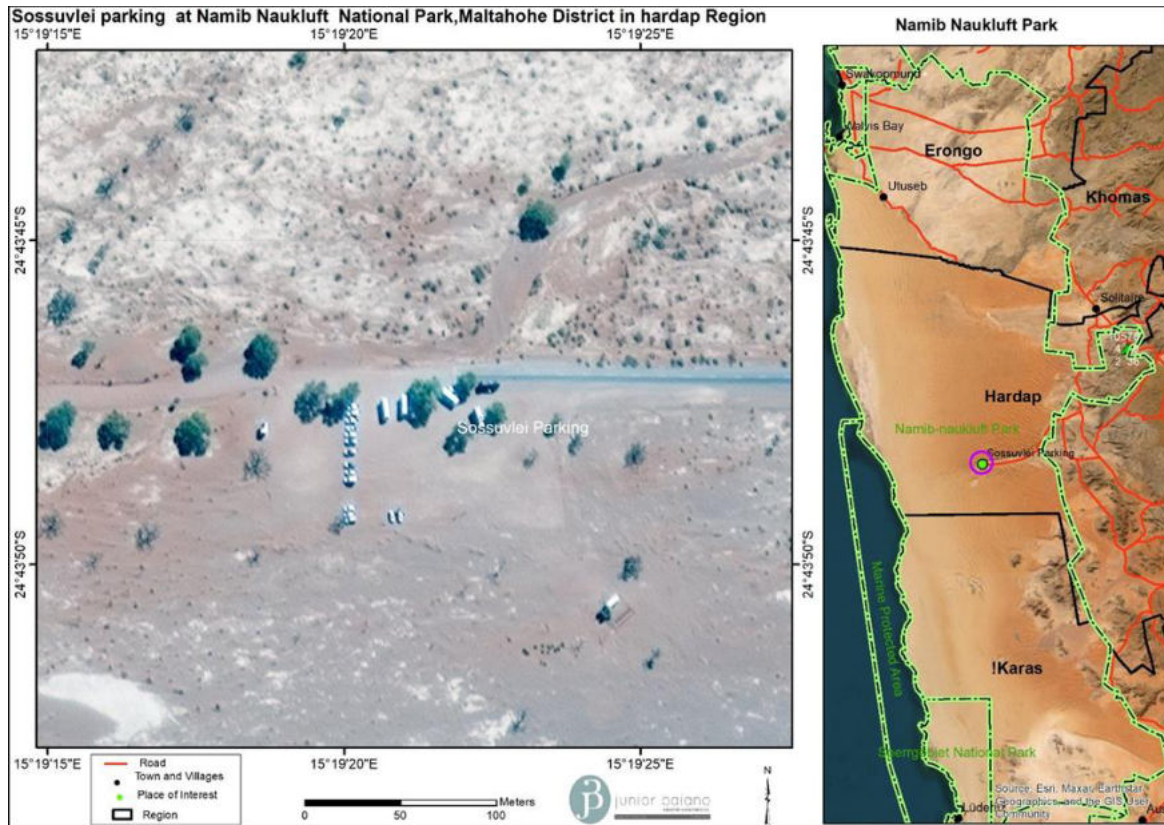 Sossuvlei parking at Namib Naukluft National Park,Maltahohe District in hardap Region
15°19'15"E 15°19'20"E 15°19'25"E
24°43'45"S 24°43'45"S
Sossuvlei Parking
24°43'50"S 24°43'50"S
15°19'15"E 15°19'20"E 15°19'25"E
Road
Town and Villages
Place of Interest
Region
0 50 100
Meters
junior baiano
N
Namib Naukluft Park
Swakopmund
Walvis Bay
Erongo
Khomas
Utuseb
Solitaire
Hardap
Namib-naukluft Park
Sossuvlei Parking
Marine Protected Area
!Karas
Sperrgebiet National Park
Source: Esri, Maxar, Earthstar
Geographics, and the GIS User
Community